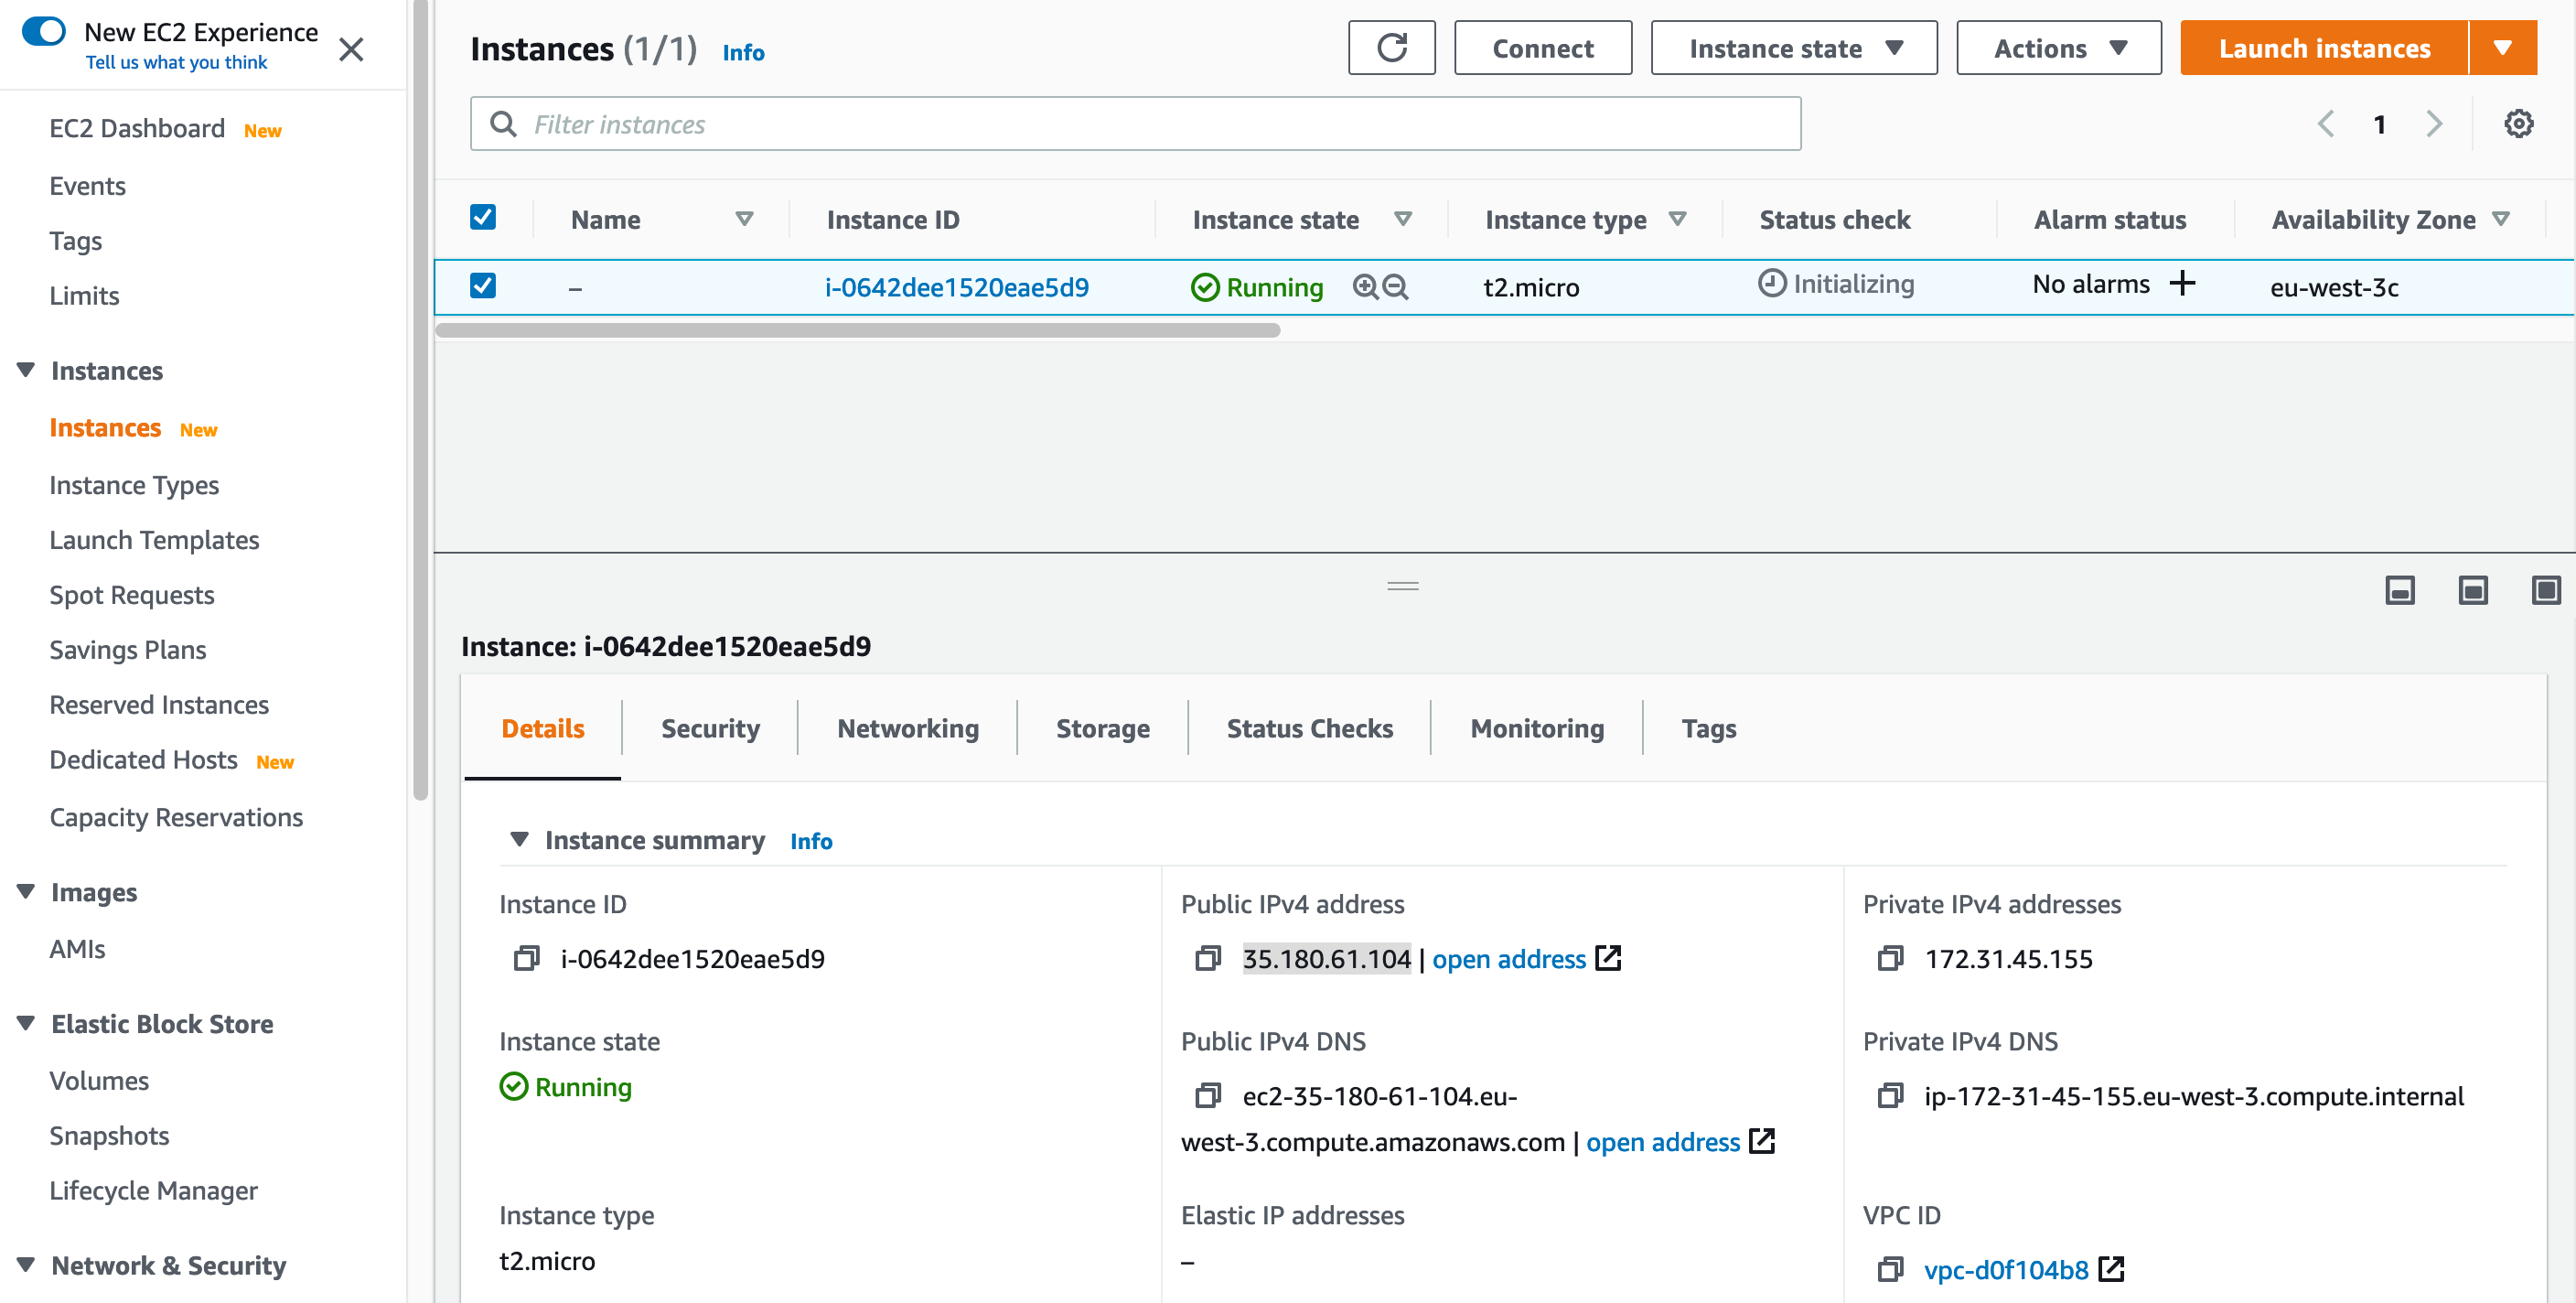 New EC2 Experience
Tell us what you think
EC2 Dashboard New
Events
Tags
Limits
Instances
Instances New
Instance Types
Launch Templates
Spot Requests
Savings Plans
Reserved Instances
Dedicated Hosts New
Capacity Reservations
Images
AMIs
Elastic Block Store
Volumes
Snapshots
Lifecycle Manager
Network & Security
Instances (1/1) Info
Connect
Instance state
Actions
Launch instances
Filter instances
1
Name Instance ID Instance state Instance type Status check Alarm status Availability Zone
– i-0642dee1520eae5d9 Running t2.micro Initializing No alarms + eu-west-3c
Instance: i-0642dee1520eae5d9
Details Security Networking Storage Status Checks Monitoring Tags
Instance summary Info
Instance ID
i-0642dee1520eae5d9
Public IPv4 address
35.180.61.104 | open address
Private IPv4 addresses
172.31.45.155
Instance state
Running
Public IPv4 DNS
ec2-35-180-61-104.eu-
west-3.compute.amazonaws.com | open address
Private IPv4 DNS
ip-172-31-45-155.eu-west-3.compute.internal
Instance type
t2.micro
Elastic IP addresses
–
VPC ID
vpc-d0f104b8